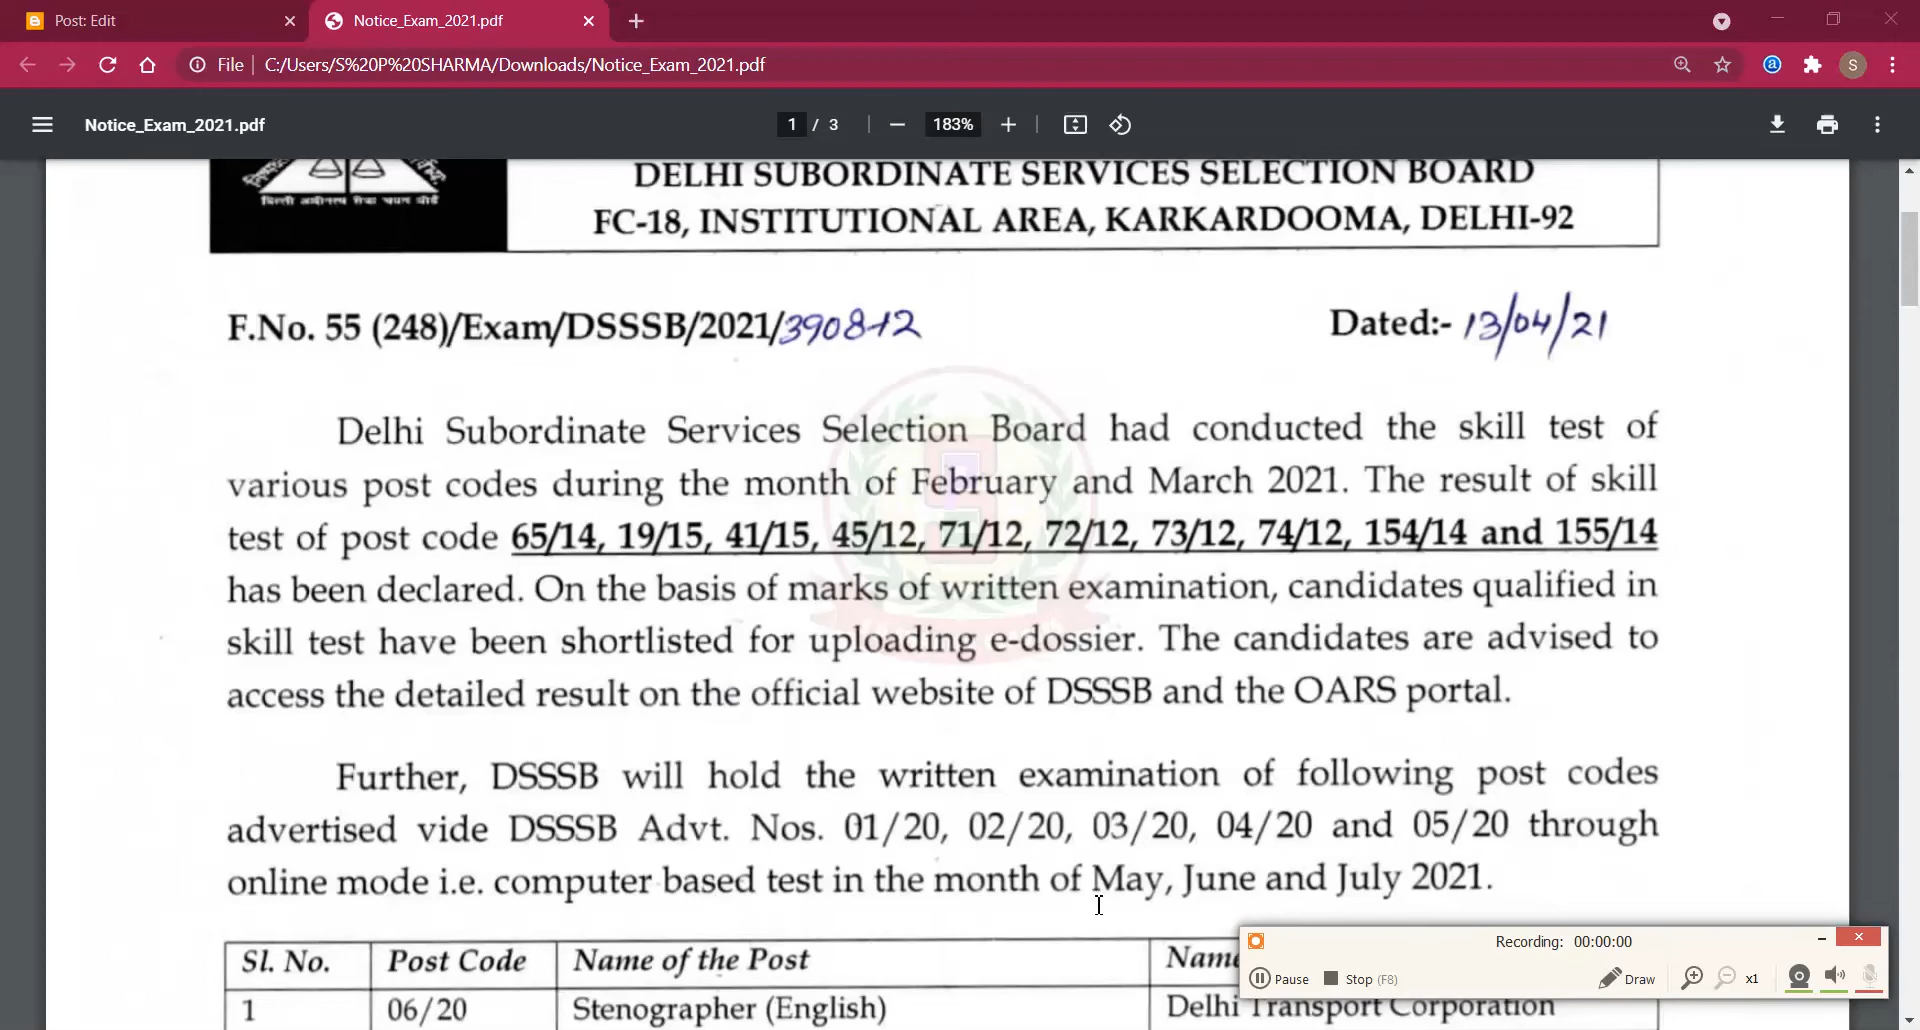 Post: Edit
Notice_Exam_2021.pdf
File
C:/Users/S%20P%20SHARMA/Downloads/Notice_Exam_2021.pdf
a
S
Notice_Exam_2021.pdf
1 / 3
183%
दिल्ली अधीनस्थ सेवा चयन बोर्ड
DELHI SUBORDINATE SERVICES SELECTION BOARD
FC-18, INSTITUTIONAL AREA, KARKARDOOMA, DELHI-92
F.No. 55 (248)/Exam/DSSSB/2021/390812
Dated:- 13/04/21
Delhi Subordinate Services Selection Board had conducted the skill test of
various post codes during the month of February and March 2021. The result of skill
test of post code 65/14, 19/15, 41/15, 45/12, 71/12, 72/12, 73/12, 74/12, 154/14 and 155/14
has been declared. On the basis of marks of written examination, candidates qualified in
skill test have been shortlisted for uploading e-dossier. The candidates are advised to
access the detailed result on the official website of DSSSB and the OARS portal.
Further, DSSSB will hold the written examination of following post codes
advertised vide DSSSB Advt. Nos. 01/20, 02/20, 03/20, 04/20 and 05/20 through
online mode i.e. computer based test in the month of May, June and July 2021.
Sl. No. Post Code Name of the Post Name
1 06/20 Stenographer (English) Delhi Transport Corporation
Recording: 00:00:00
Pause Stop (F8) Draw x1